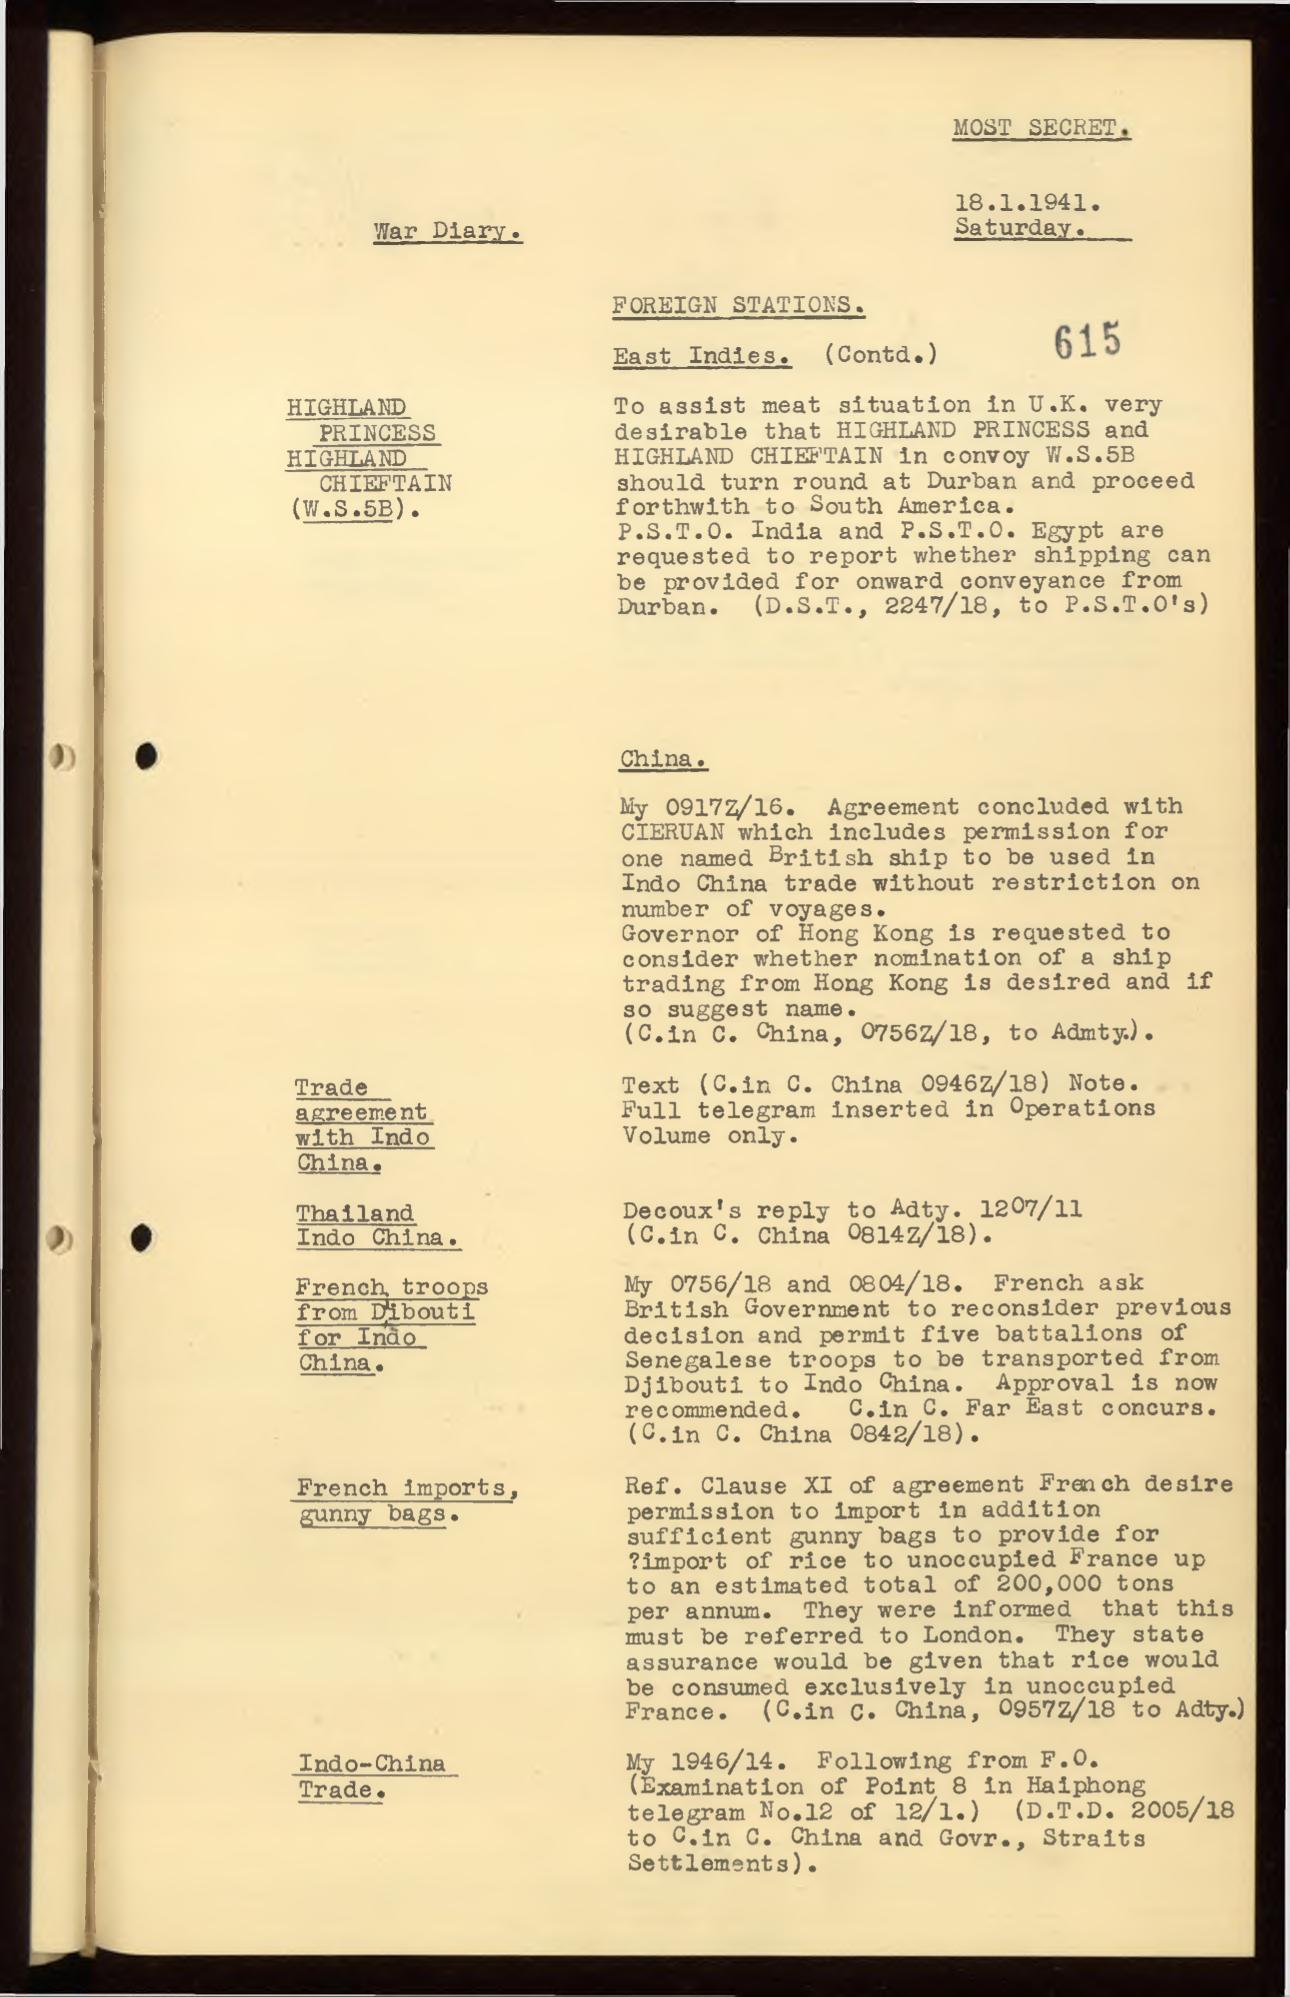 MOST SECRET.
18.1.1941.
War Diary.
Saturday.
FOREIGN STATIONS.
615
East Indies. (Contd.)
HIGHLAND
PRINCESS
HIGHLAND
CHIEFTAIN
(W.S.5B).
To assist meat situation in U.K. very
desirable that HIGHLAND PRINCESS and
HIGHLAND CHIEFTAIN in convoy W.S.5B
should turn round at Durban and proceed
forthwith to South America.
P.S.T.O. India and P.S.T.O. Egypt are
requested to report whether shipping can
be provided for onward conveyance from
Durban. (D.S.T., 2247/18, to P.S.T.O's)
China.
My 0917Z/16. Agreement concluded with
CIERUAN which includes permission for
one named British ship to be used in
Indo China trade without restriction on
number of voyages.
Governor of Hong Kong is requested to
consider whether nomination of a ship
trading from Hong Kong is desired and if
so suggest name.
(C.in C. China, 0756Z/18, to Admty.).
Trade
agreement
with Indo
China.
Text (C.in C. China 0946Z/18) Note.
Full telegram inserted in Operations
Volume only.
Thailand
Indo China.
Decoux's reply to Adty. 1207/11
(C.in C. China 0814Z/18).
French troops
from Djibouti
for Indo
China.
My 0756/18 and 0804/18. French ask
British Government to reconsider previous
decision and permit five battalions of
Senegalese troops to be transported from
Djibouti to Indo China. Approval is now
recommended. C.in C. Far East concurs.
(C.in C. China 0842/18).
French imports,
gunny bags.
Ref. Clause XI of agreement French desire
permission to import in addition
sufficient gunny bags to provide for
?import of rice to unoccupied France up
to an estimated total of 200,000 tons
per annum. They were informed that this
must be referred to London. They state
assurance would be given that rice would
be consumed exclusively in unoccupied
France. (C.in C. China, 0957Z/18 to Adty.)
Indo-China
Trade.
My 1946/14. Following from F.O.
(Examination of Point 8 in Haiphong
telegram No.12 of 12/1.) (D.T.D. 2005/18
to C.in C. China and Govr., Straits
Settlements).